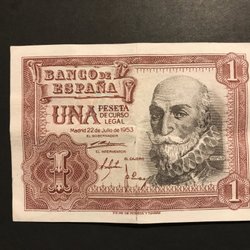 1
BANCO DE
ESPAÑA
UNA PESETA
DE CURSO
LEGAL
Madrid 22 de Julio de 1953
EL GOBERNADOR
EL INTERVENTOR
EL CAJERO
1
1